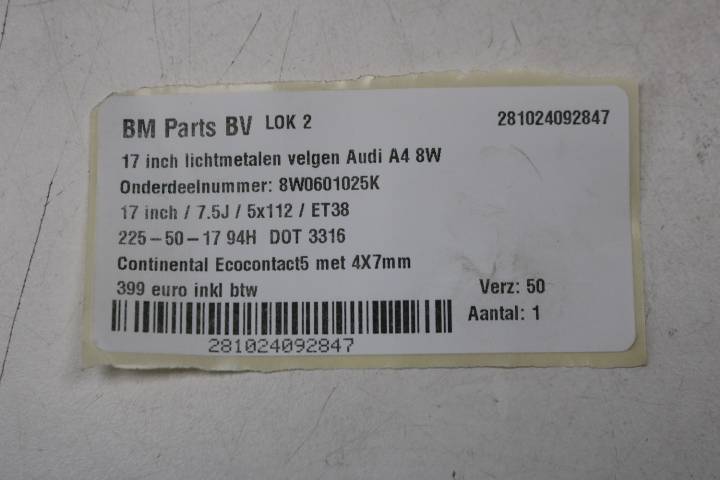 BM Parts BV LOK 2 281024092847
17 inch lichtmetalen velgen Audi A4 8W
Onderdeelnummer: 8W0601025K
17 inch / 7.5J / 5x112 / ET38
225-50-17 94H DOT 3316
Continental Ecocontact5 met 4X7mm
399 euro inkl btw Verz: 50
Aantal: 1
281024092847